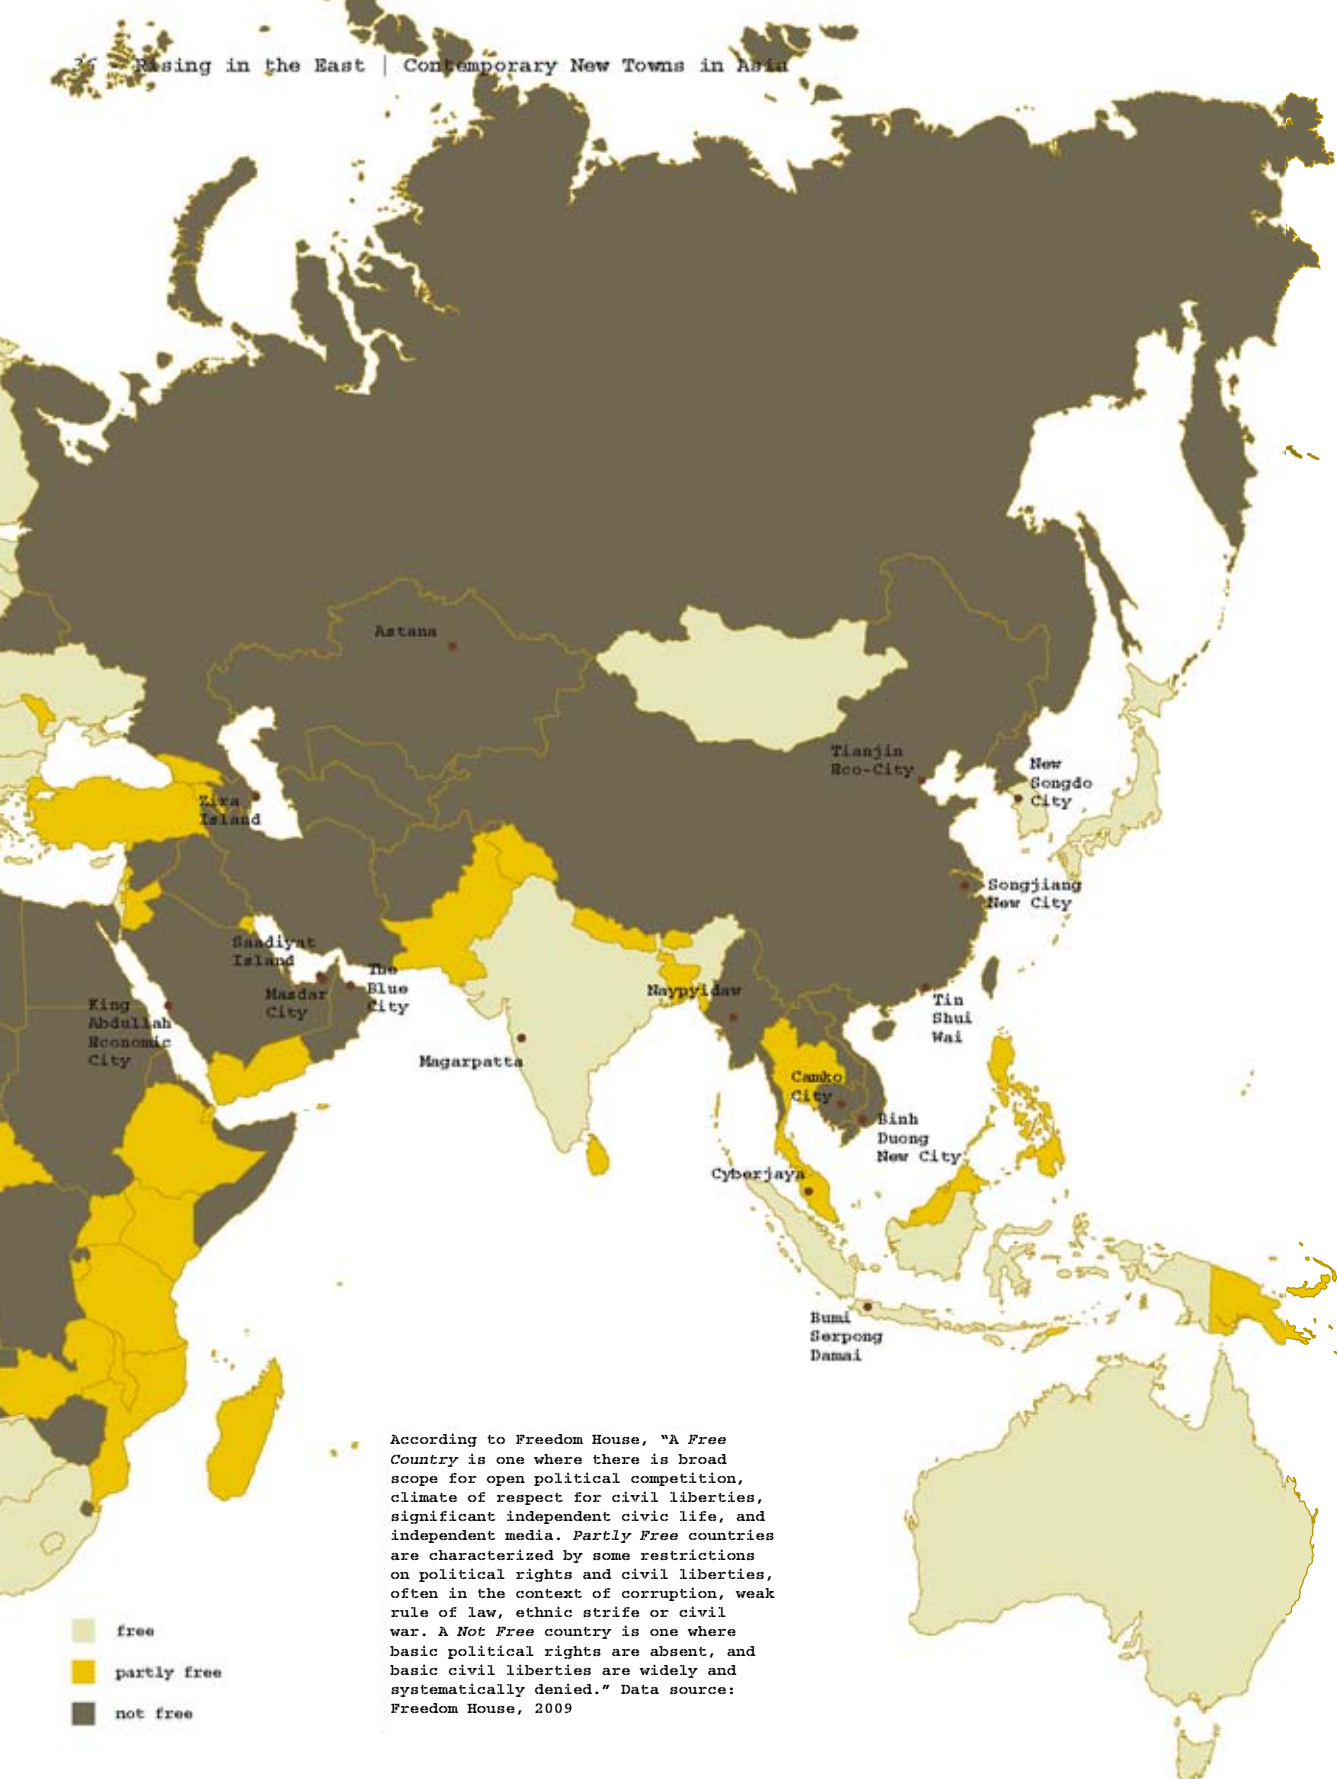 36 Rising in the East | Contemporary New Towns in Asia
Astana
Tianjin
Eco-City
New
Songdo
City
Zira
Island
Songjiang
New City
Saadiyat
Island
The
Blue
City
Masdar
City
King
Abdullah
Economic
City
Naypyidaw
Tin
Shui
Wai
Magarpatta
Camko
City
Binh
Duong
New City
Cyberjaya
Bumi
Serpong
Damai
According to Freedom House, “A Free
Country is one where there is broad
scope for open political competition,
climate of respect for civil liberties,
significant independent civic life, and
independent media. Partly Free countries
are characterized by some restrictions
on political rights and civil liberties,
often in the context of corruption, weak
rule of law, ethnic strife or civil
war. A Not Free country is one where
basic political rights are absent, and
basic civil liberties are widely and
systematically denied.” Data source:
Freedom House, 2009
free
partly free
not free